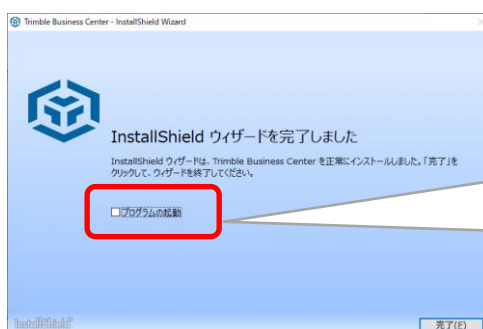 Trimble Business Center - InstallShield Wizard
InstallShield ウィザードを完了しました
InstallShield ウィザードは、Trimble Business Center を正常にインストールしました。「完了」を
クリックして、ウィザードを終了してください。
プログラムの起動
InstallShield
完了(F)